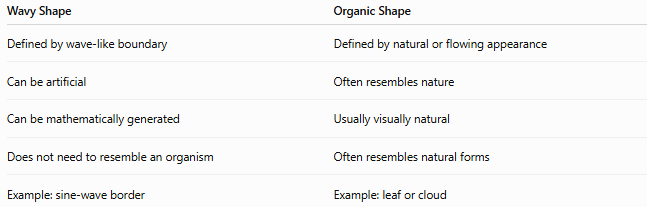 Wavy Shape Organic Shape
Defined by wave-like boundary Defined by natural or flowing appearance
Can be artificial Often resembles nature
Can be mathematically generated Usually visually natural
Does not need to resemble an organism Often resembles natural forms
Example: sine-wave border Example: leaf or cloud